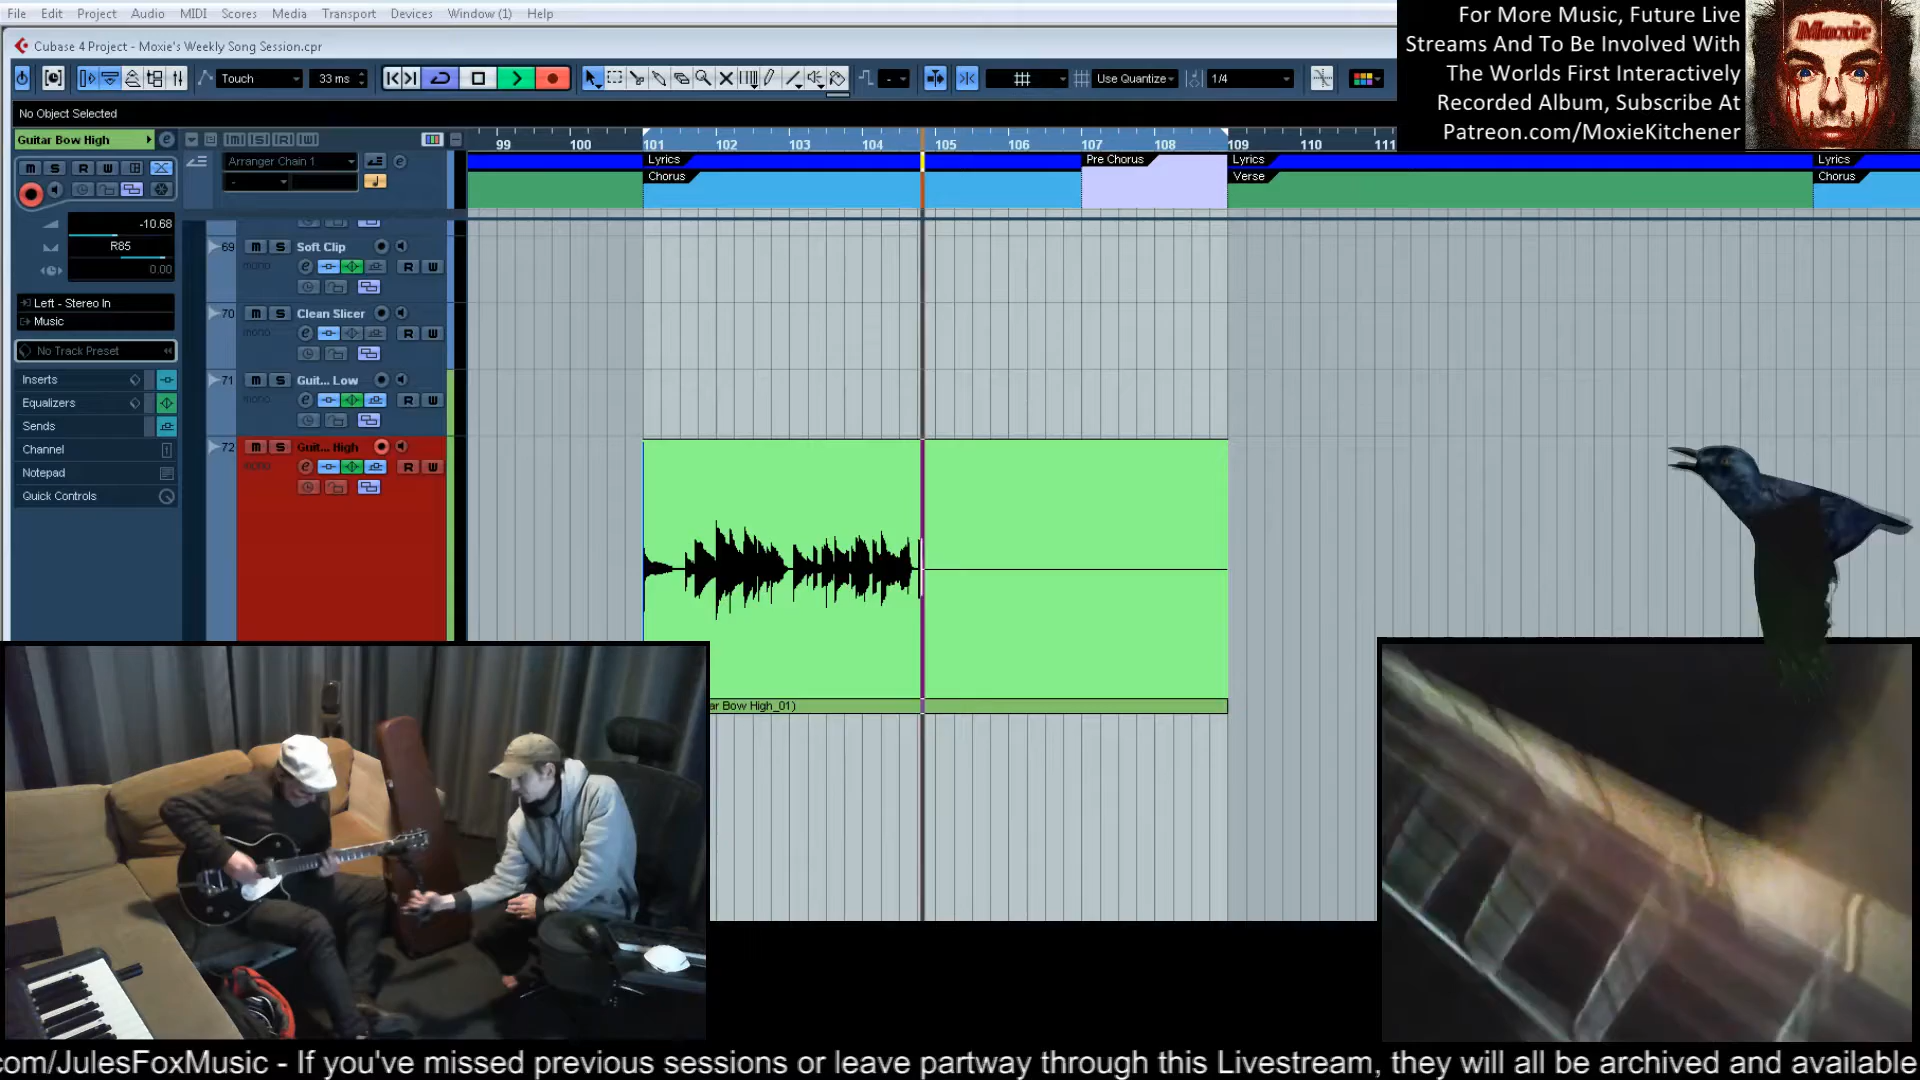 File Edit Project Audio MIDI Scores Media Transport Devices Window (1) Help
Cubase 4 Project - Moxie's Weekly Song Session.cpr
Touch 33 ms Use Quantize 1/4
No Object Selected
Guitar Bow High
Arranger Chain 1
99 100 101 102 103 104 105 106 107 108 109 110 111
Lyrics Pre Chorus Lyrics Lyrics
Chorus Verse Chorus
-10.68
R85
0.00
Left - Stereo In
Music
No Track Preset
Inserts
Equalizers
Sends
Channel
Notepad
Quick Controls
69 m S Soft Clip
mono e R W
70 m S Clean Slicer
mono e R W
71 m S Guit... Low
mono e R W
72 m S Guit... High
mono e R W
ar Bow High_01)
For More Music, Future Live
Streams And To Be Involved With
The Worlds First Interactively
Recorded Album, Subscribe At
Patreon.com/MoxieKitchener
Moxie
com/JulesFoxMusic - If you've missed previous sessions or leave partway through this Livestream, they will all be archived and available